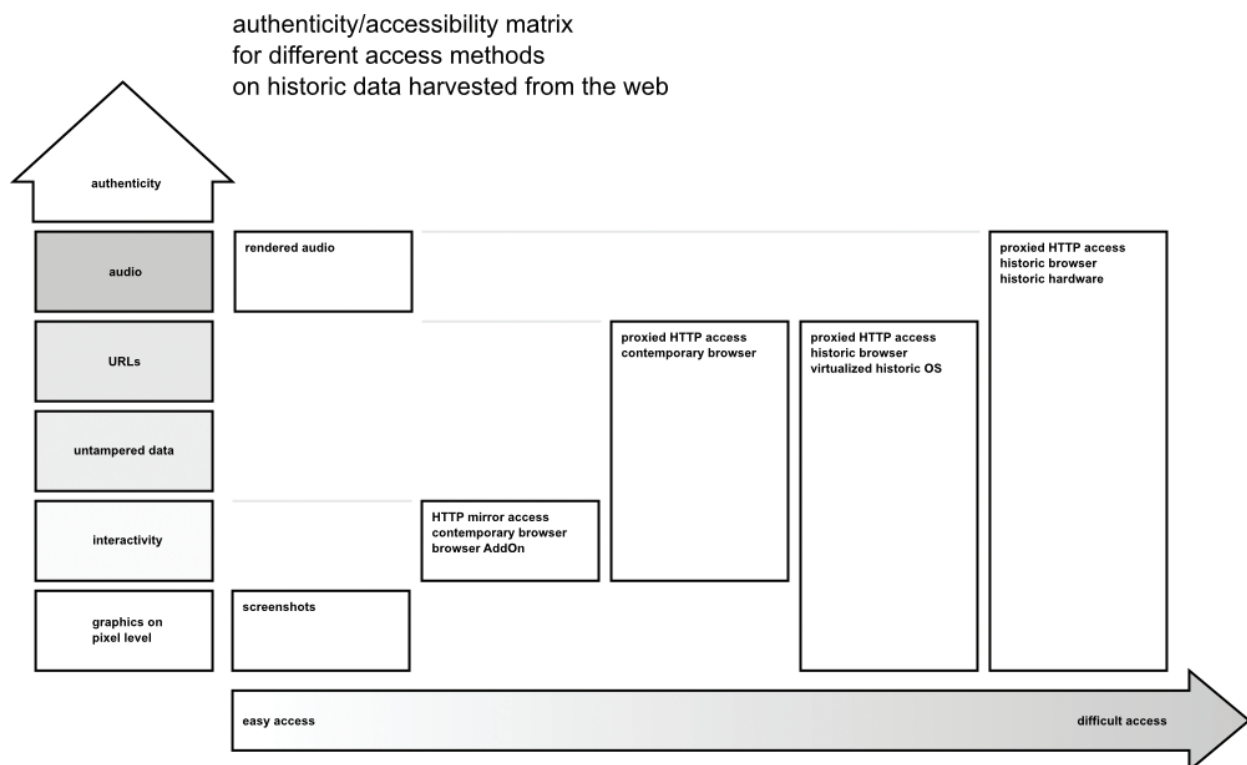 authenticity/accessibility matrix
for different access methods
on historic data harvested from the web
authenticity
audio
rendered audio
proxied HTTP access
historic browser
historic hardware
URLs
proxied HTTP access
contemporary browser
proxied HTTP access
historic browser
virtualized historic OS
untampered data
interactivity
HTTP mirror access
contemporary browser
browser AddOn
graphics on
pixel level
screenshots
easy access
difficult access